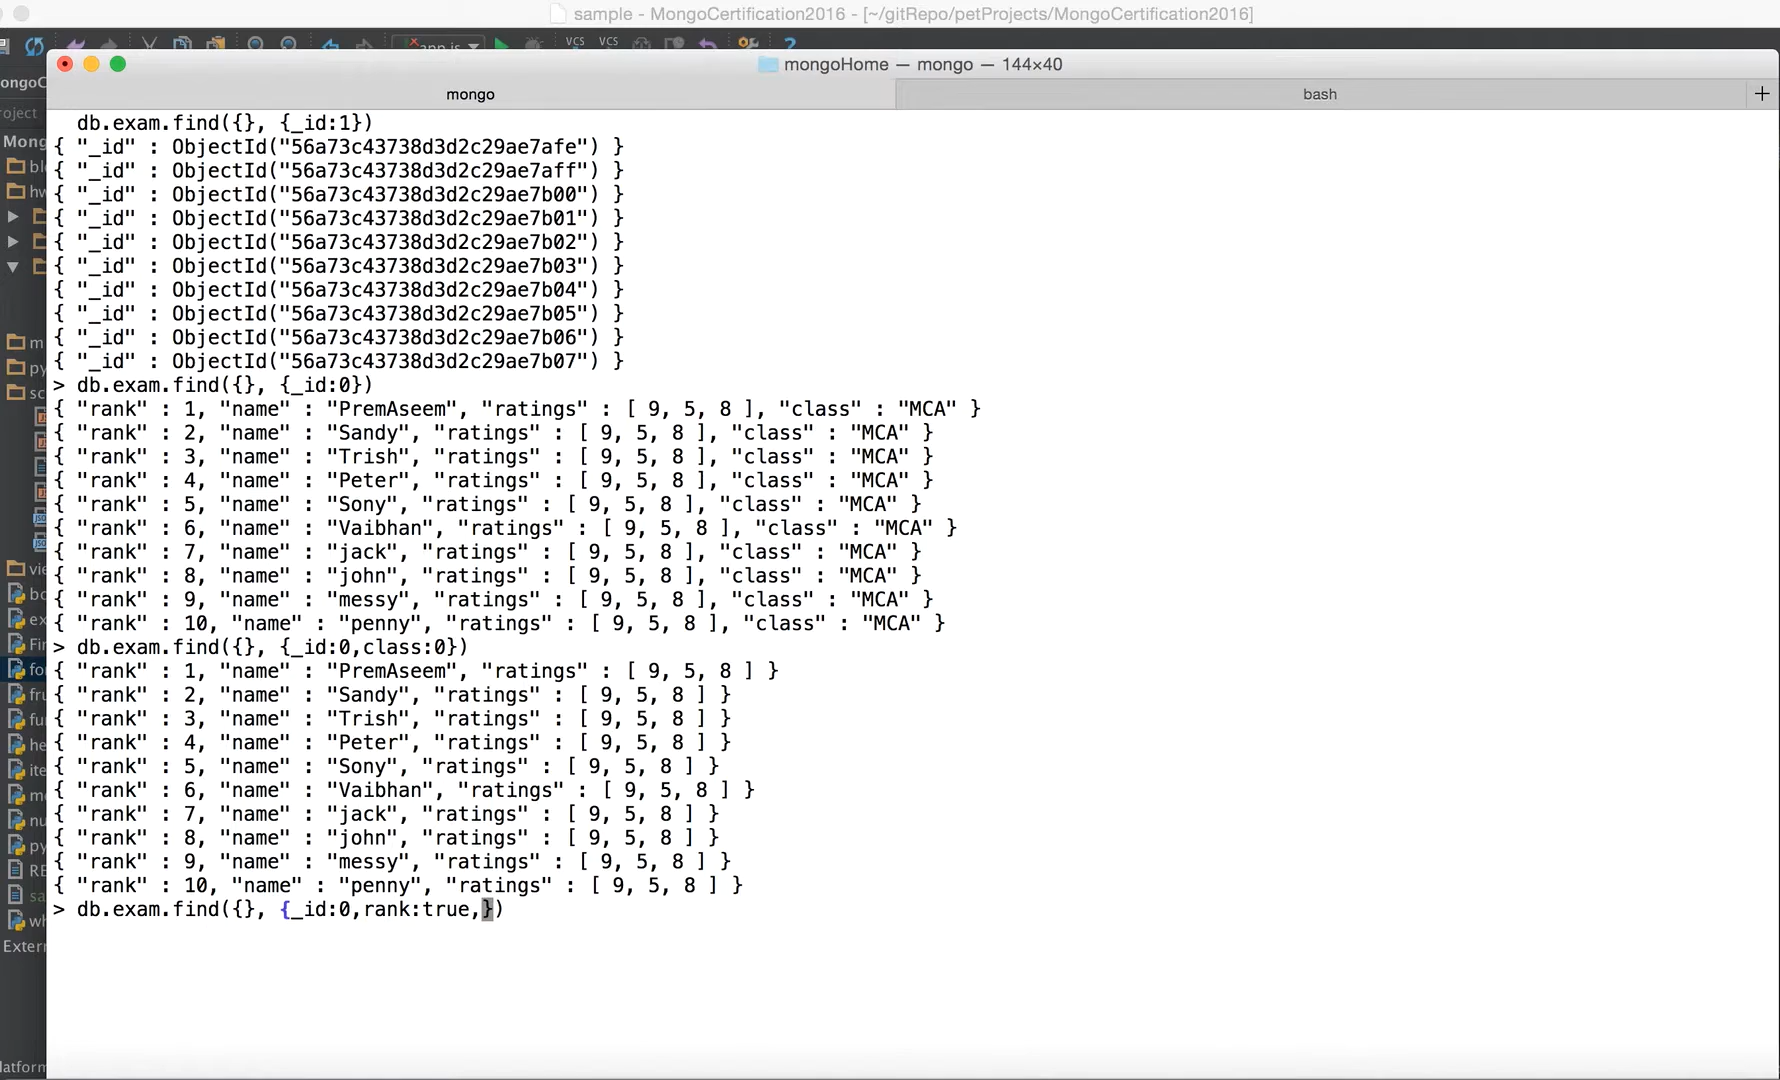 sample - MongoCertification2016 - [~/gitRepo/petProjects/MongoCertification2016]
app.js
VCS VCS ?
mongoHome — mongo — 144×40
mongo bash +
db.exam.find({}, {_id:1})
{ "_id" : ObjectId("56a73c43738d3d2c29ae7afe") }
{ "_id" : ObjectId("56a73c43738d3d2c29ae7aff") }
{ "_id" : ObjectId("56a73c43738d3d2c29ae7b00") }
{ "_id" : ObjectId("56a73c43738d3d2c29ae7b01") }
{ "_id" : ObjectId("56a73c43738d3d2c29ae7b02") }
{ "_id" : ObjectId("56a73c43738d3d2c29ae7b03") }
{ "_id" : ObjectId("56a73c43738d3d2c29ae7b04") }
{ "_id" : ObjectId("56a73c43738d3d2c29ae7b05") }
{ "_id" : ObjectId("56a73c43738d3d2c29ae7b06") }
{ "_id" : ObjectId("56a73c43738d3d2c29ae7b07") }
> db.exam.find({}, {_id:0})
{ "rank" : 1, "name" : "PremAseem", "ratings" : [ 9, 5, 8 ], "class" : "MCA" }
{ "rank" : 2, "name" : "Sandy", "ratings" : [ 9, 5, 8 ], "class" : "MCA" }
{ "rank" : 3, "name" : "Trish", "ratings" : [ 9, 5, 8 ], "class" : "MCA" }
{ "rank" : 4, "name" : "Peter", "ratings" : [ 9, 5, 8 ], "class" : "MCA" }
{ "rank" : 5, "name" : "Sony", "ratings" : [ 9, 5, 8 ], "class" : "MCA" }
{ "rank" : 6, "name" : "Vaibhan", "ratings" : [ 9, 5, 8 ], "class" : "MCA" }
{ "rank" : 7, "name" : "jack", "ratings" : [ 9, 5, 8 ], "class" : "MCA" }
{ "rank" : 8, "name" : "john", "ratings" : [ 9, 5, 8 ], "class" : "MCA" }
{ "rank" : 9, "name" : "messy", "ratings" : [ 9, 5, 8 ], "class" : "MCA" }
{ "rank" : 10, "name" : "penny", "ratings" : [ 9, 5, 8 ], "class" : "MCA" }
> db.exam.find({}, {_id:0,class:0})
{ "rank" : 1, "name" : "PremAseem", "ratings" : [ 9, 5, 8 ] }
{ "rank" : 2, "name" : "Sandy", "ratings" : [ 9, 5, 8 ] }
{ "rank" : 3, "name" : "Trish", "ratings" : [ 9, 5, 8 ] }
{ "rank" : 4, "name" : "Peter", "ratings" : [ 9, 5, 8 ] }
{ "rank" : 5, "name" : "Sony", "ratings" : [ 9, 5, 8 ] }
{ "rank" : 6, "name" : "Vaibhan", "ratings" : [ 9, 5, 8 ] }
{ "rank" : 7, "name" : "jack", "ratings" : [ 9, 5, 8 ] }
{ "rank" : 8, "name" : "john", "ratings" : [ 9, 5, 8 ] }
{ "rank" : 9, "name" : "messy", "ratings" : [ 9, 5, 8 ] }
{ "rank" : 10, "name" : "penny", "ratings" : [ 9, 5, 8 ] }
> db.exam.find({}, {_id:0,rank:true,})